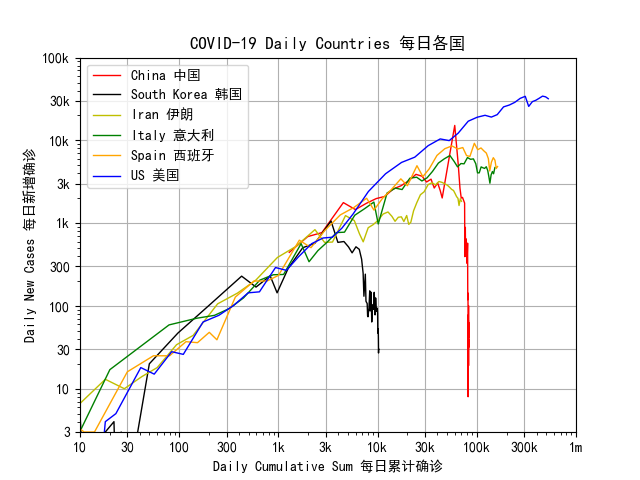 COVID-19 Daily Countries 每日各国
China 中国
South Korea 韩国
Iran 伊朗
Italy 意大利
Spain 西班牙
US 美国
Daily New Cases 每日新增确诊
100k
30k
10k
3k
1k
300
100
30
10
3
10 30 100 300 1k 3k 10k 30k 100k 300k 1m
Daily Cumulative Sum 每日累计确诊